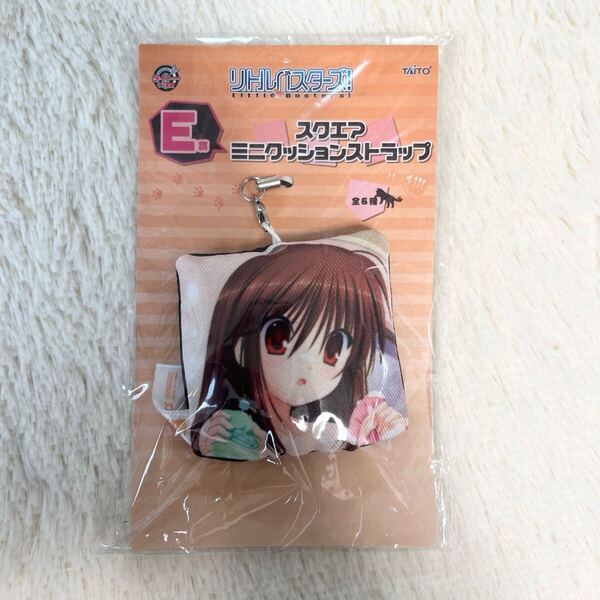 リトルバスターズ!
Little Busters!
TAITO
E.
スクエア
ミニクッションストラップ
全6種